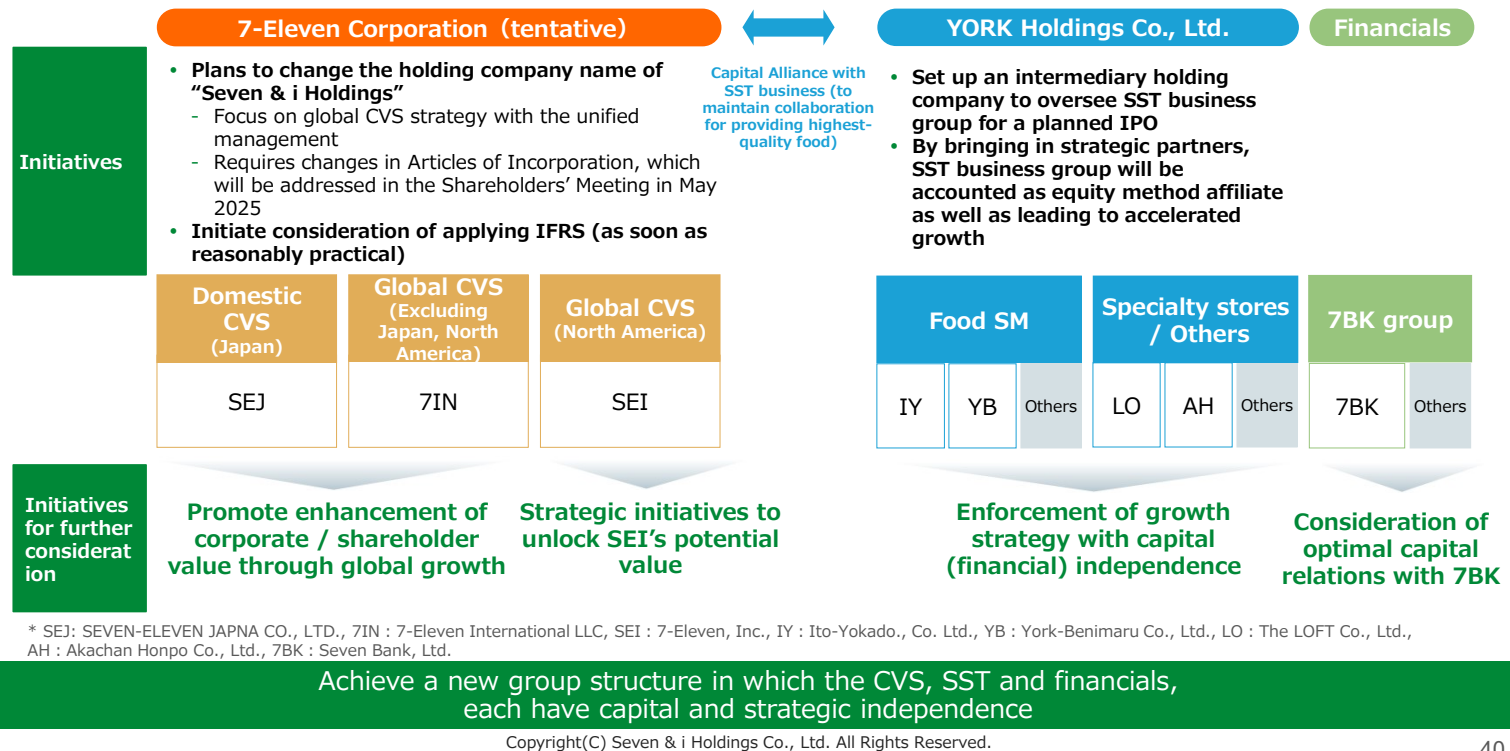 7-Eleven Corporation（tentative）
YORK Holdings Co., Ltd.
Financials
Initiatives
• Plans to change the holding company name of
“Seven & i Holdings”
- Focus on global CVS strategy with the unified
management
- Requires changes in Articles of Incorporation, which
will be addressed in the Shareholders’ Meeting in May
2025
• Initiate consideration of applying IFRS (as soon as
reasonably practical)
Capital Alliance with
SST business (to
maintain collaboration
for providing highest-
quality food)
• Set up an intermediary holding
company to oversee SST business
group for a planned IPO
• By bringing in strategic partners,
SST business group will be
accounted as equity method affiliate
as well as leading to accelerated
growth
Domestic
CVS
(Japan)
Global CVS
(Excluding
Japan, North
America)
Global CVS
(North America)
Food SM
Specialty stores
/ Others
7BK group
SEJ
7IN
SEI
IY
YB
Others
LO
AH
Others
7BK
Others
Initiatives
for further
considerat
ion
Promote enhancement of
corporate / shareholder
value through global growth
Strategic initiatives to
unlock SEI’s potential
value
Enforcement of growth
strategy with capital
(financial) independence
Consideration of
optimal capital
relations with 7BK
* SEJ: SEVEN-ELEVEN JAPNA CO., LTD., 7IN : 7-Eleven International LLC, SEI : 7-Eleven, Inc., IY : Ito-Yokado., Co. Ltd., YB : York-Benimaru Co., Ltd., LO : The LOFT Co., Ltd.,
AH : Akachan Honpo Co., Ltd., 7BK : Seven Bank, Ltd.
Achieve a new group structure in which the CVS, SST and financials,
each have capital and strategic independence
Copyright(C) Seven & i Holdings Co., Ltd. All Rights Reserved.
40